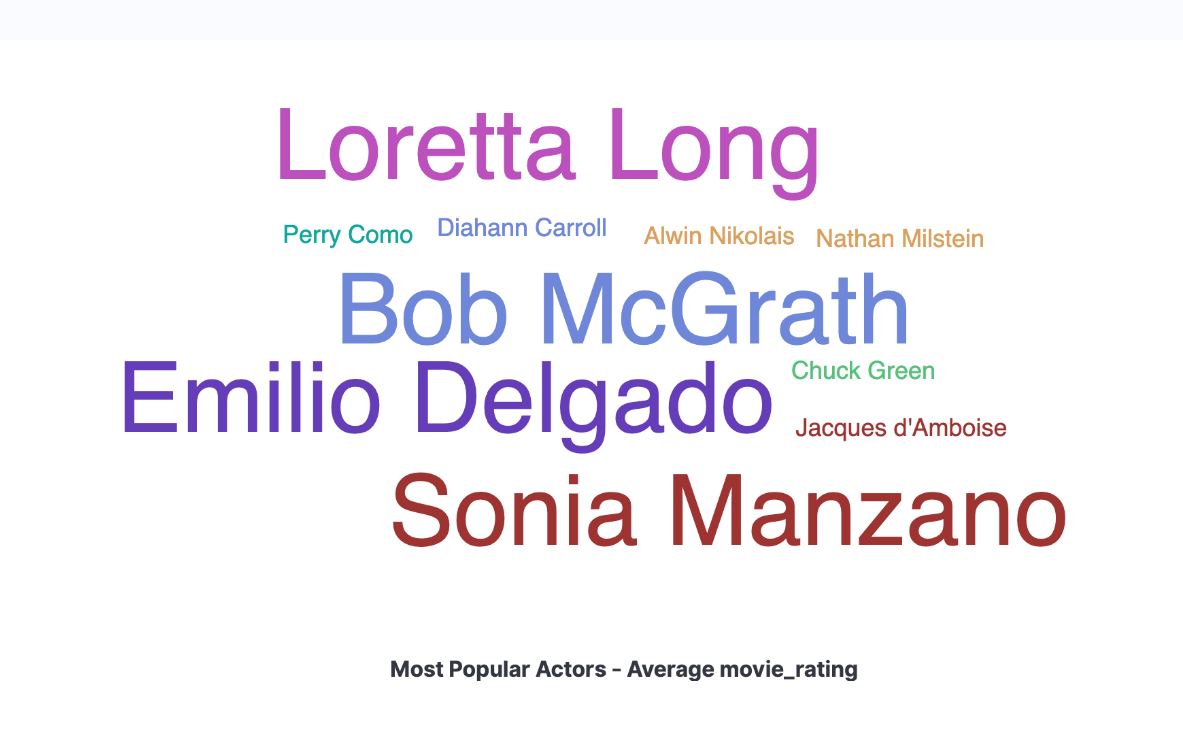 Loretta Long
Perry Como Diahann Carroll Alwin Nikolais Nathan Milstein
Bob McGrath
Emilio Delgado
Chuck Green
Jacques d'Amboise
Sonia Manzano
Most Popular Actors - Average movie_rating